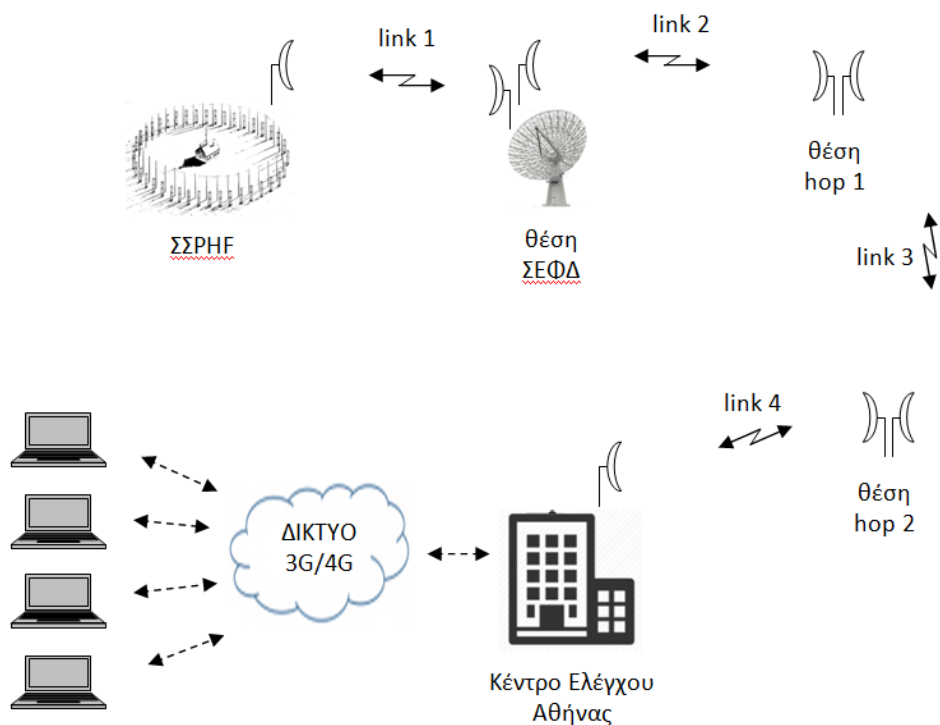 link 1
link 2
ΣΣΡHF
θέση
ΣΕΦΔ
θέση
hop 1
link 3
link 4
θέση
hop 2
ΔΙΚΤΥΟ
3G/4G
Κέντρο Ελέγχου
Αθήνας